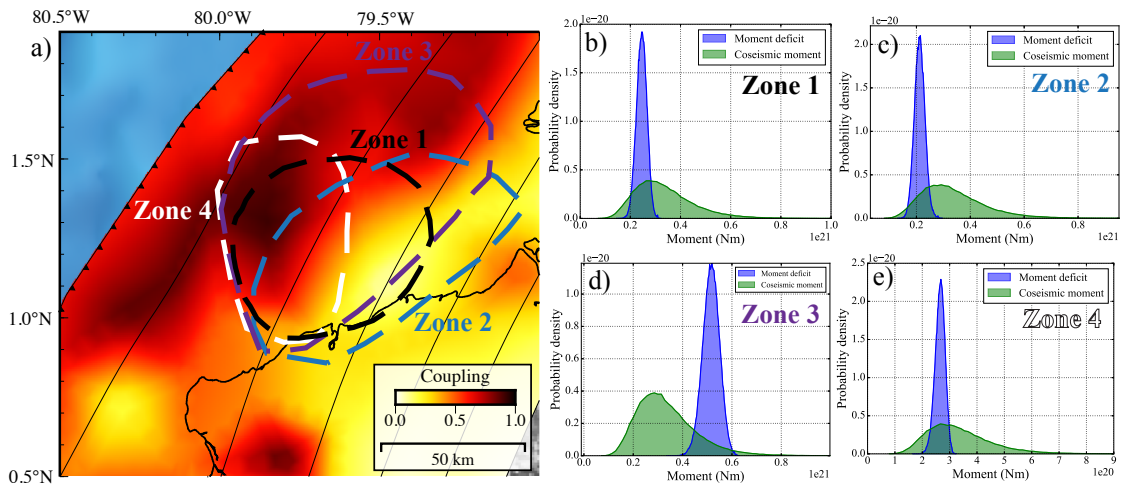 80.5°W
80.0°W
79.5°W
a)
1.5°N
1.0°N
0.5°N
Zone 3
Zone 1
Zone 4
Zone 2
Coupling
0.0
0.5
1.0
50 km
b)
1e−20
Moment deficit
Coseismic moment
Zone 1
Probability density
2.0
1.5
1.0
0.5
0.0
0.0 0.2 0.4 0.6 0.8 1.0
Moment (Nm)
1e21
c)
1e−20
Moment deficit
Coseismic moment
Zone 2
Probability density
2.0
1.5
1.0
0.5
0.0
0.0 0.2 0.4 0.6 0.8
Moment (Nm)
1e21
d)
1e−20
Moment deficit
Coseismic moment
Zone 3
Probability density
1.0
0.8
0.6
0.4
0.2
0.0
0.0 0.2 0.4 0.6 0.8
Moment (Nm)
1e21
e)
1e−20
Moment deficit
Coseismic moment
Zone 4
Probability density
2.5
2.0
1.5
1.0
0.5
0.0
0 1 2 3 4 5 6 7 8 9
Moment (Nm)
1e20